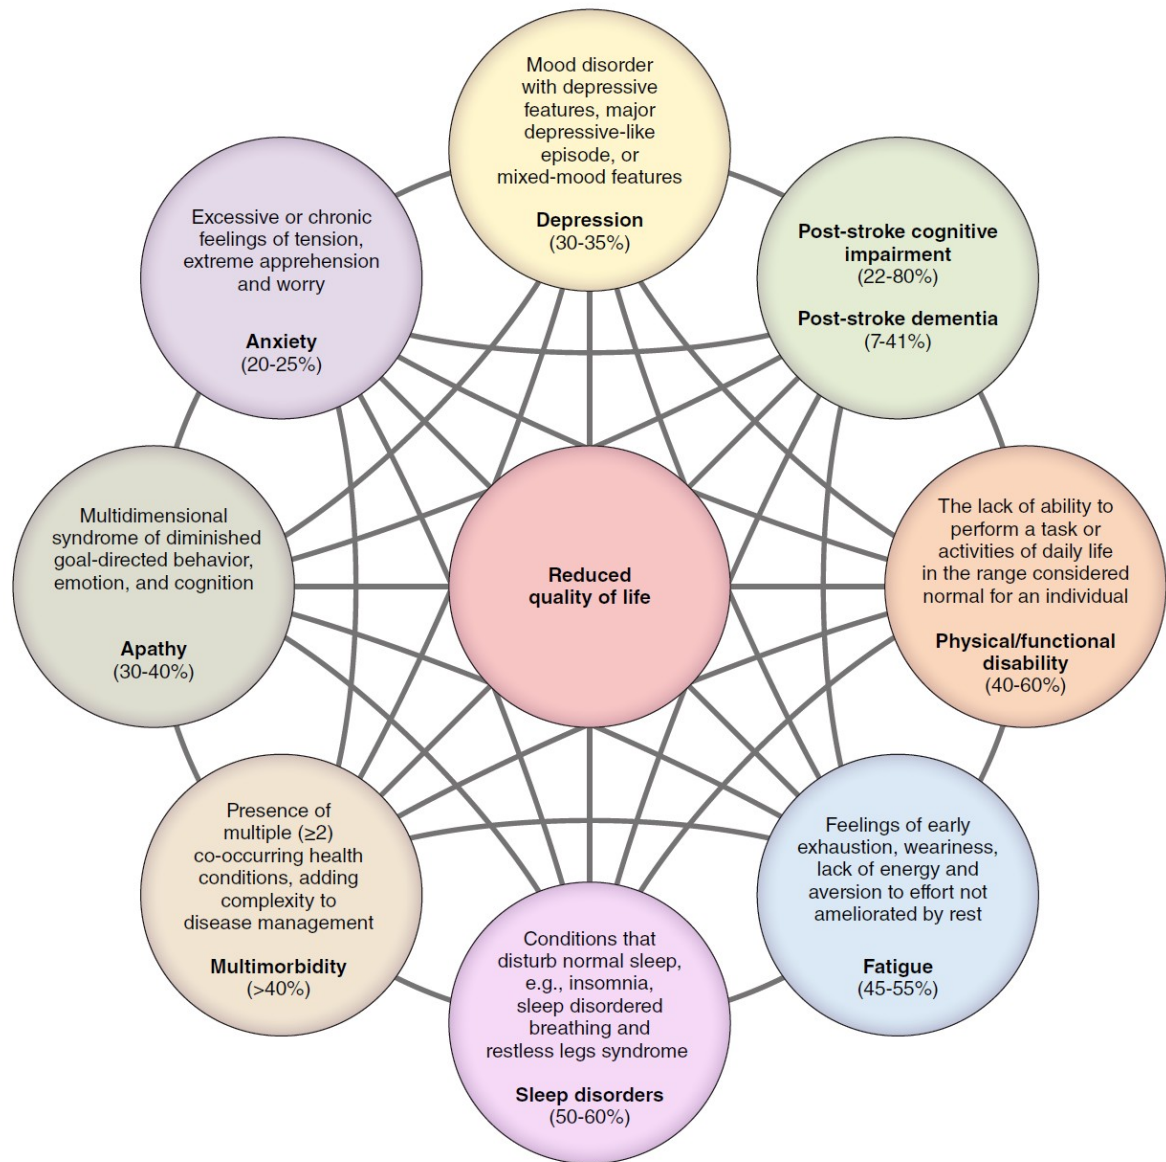 Mood disorder
with depressive
features, major
depressive-like
episode, or
mixed-mood features
Depression
(30-35%)
Post-stroke cognitive
impairment
(22-80%)
Post-stroke dementia
(7-41%)
The lack of ability to
perform a task or
activities of daily life
in the range considered
normal for an individual
Physical/functional
disability
(40-60%)
Feelings of early
exhaustion, weariness,
lack of energy and
aversion to effort not
ameliorated by rest
Fatigue
(45-55%)
Conditions that
disturb normal sleep,
e.g., insomnia,
sleep disordered
breathing and
restless legs syndrome
Sleep disorders
(50-60%)
Presence of
multiple (≥2)
co-occurring health
conditions, adding
complexity to
disease management
Multimorbidity
(>40%)
Multidimensional
syndrome of diminished
goal-directed behavior,
emotion, and cognition
Apathy
(30-40%)
Excessive or chronic
feelings of tension,
extreme apprehension
and worry
Anxiety
(20-25%)
Reduced
quality of life